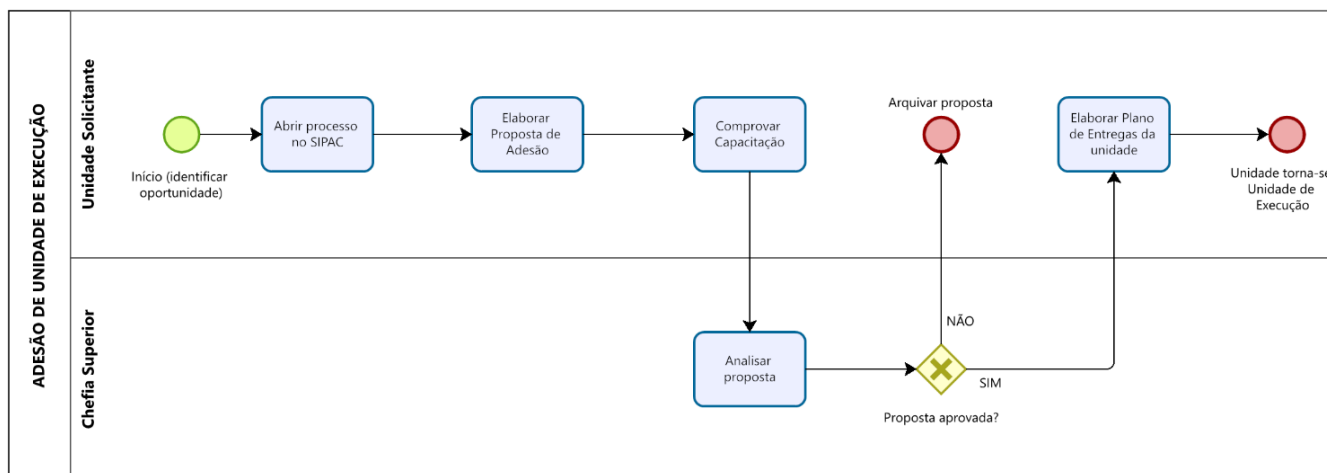 ADESÃO DE UNIDADE DE EXECUÇÃO
Unidade Solicitante
Início (identificar
oportunidade)
Abrir processo
no SIPAC
Elaborar
Proposta de
Adesão
Comprovar
Capacitação
Arquivar proposta
Elaborar Plano
de Entregas da
unidade
Unidade torna-se
Unidade de
Execução
Chefia Superior
Analisar
proposta
NÃO
SIM
Proposta aprovada?